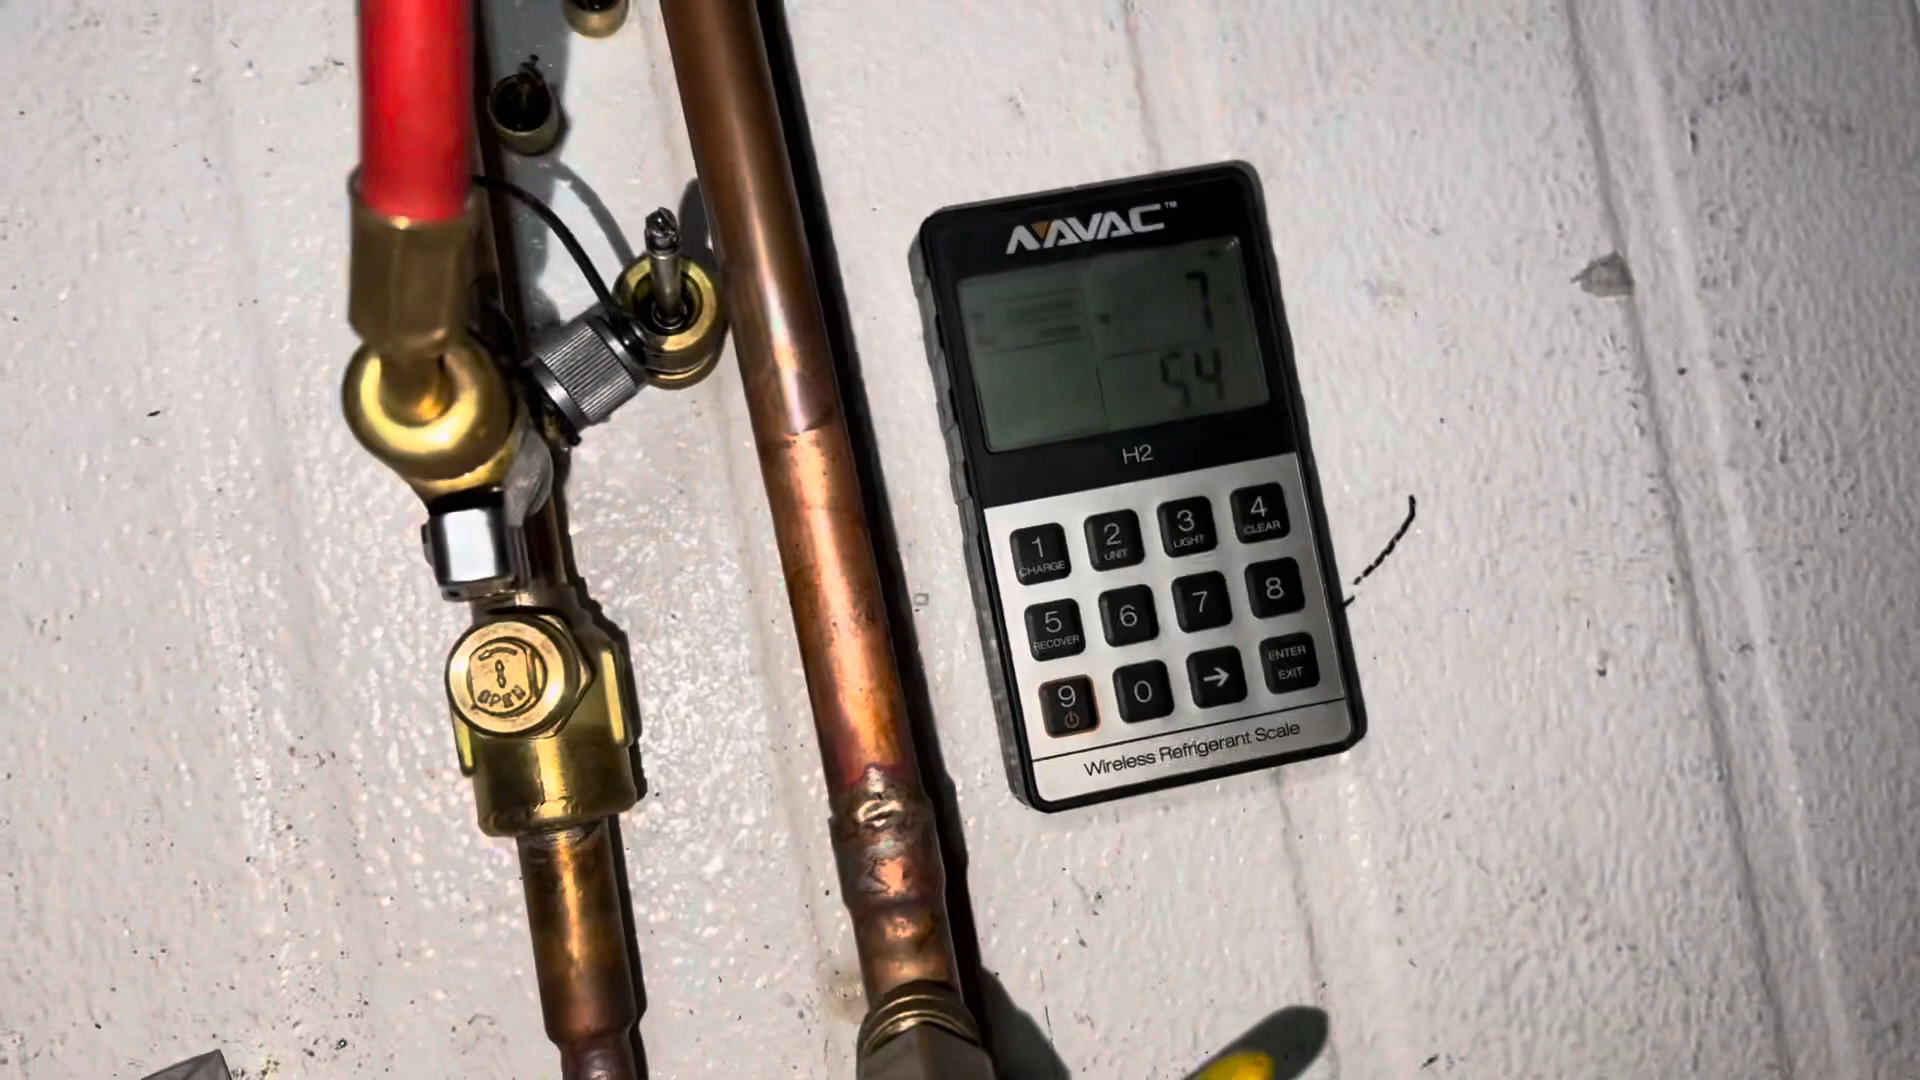 NAVAC™
7
54
H2
1 2 3 4
CHARGE UNIT LIGHT CLEAR
5 6 7 8
RECOVER
9 0 → ENTER
EXIT
Wireless Refrigerant Scale
OPEN